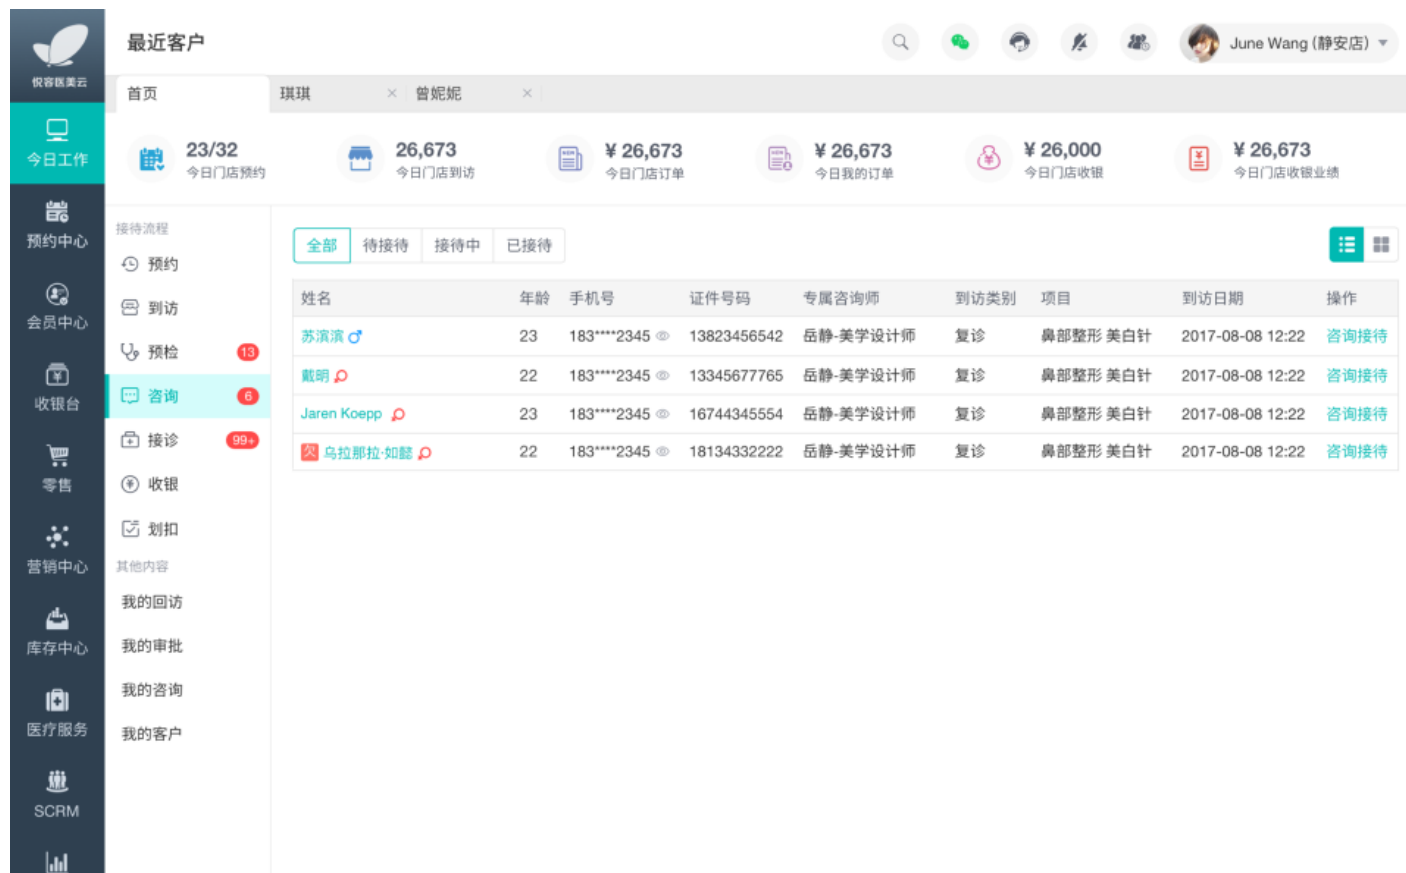 悦容医美云
最近客户
June Wang (静安店)
首页
琪琪 ×
曾妮妮 ×
23/32
今日门店预约
26,673
今日门店到访
¥ 26,673
今日门店订单
¥ 26,673
今日我的订单
¥ 26,000
今日门店收银
¥ 26,673
今日门店收银业绩
今日工作
预约中心
会员中心
收银台
零售
营销中心
库存中心
医疗服务
SCRM
接待流程
预约
到访
预检 13
咨询 6
接诊 99+
收银
划扣
其他内容
我的回访
我的审批
我的咨询
我的客户
全部 待接待 接待中 已接待
姓名 年龄 手机号 证件号码 专属咨询师 到访类别 项目 到访日期 操作
苏滨滨 23 183****2345 13823456542 岳静-美学设计师 复诊 鼻部整形 美白针 2017-08-08 12:22 咨询接待
戴明 22 183****2345 13345677765 岳静-美学设计师 复诊 鼻部整形 美白针 2017-08-08 12:22 咨询接待
Jaren Koepp 23 183****2345 16744345554 岳静-美学设计师 复诊 鼻部整形 美白针 2017-08-08 12:22 咨询接待
欠 乌拉那拉·如懿 22 183****2345 18134332222 岳静-美学设计师 复诊 鼻部整形 美白针 2017-08-08 12:22 咨询接待